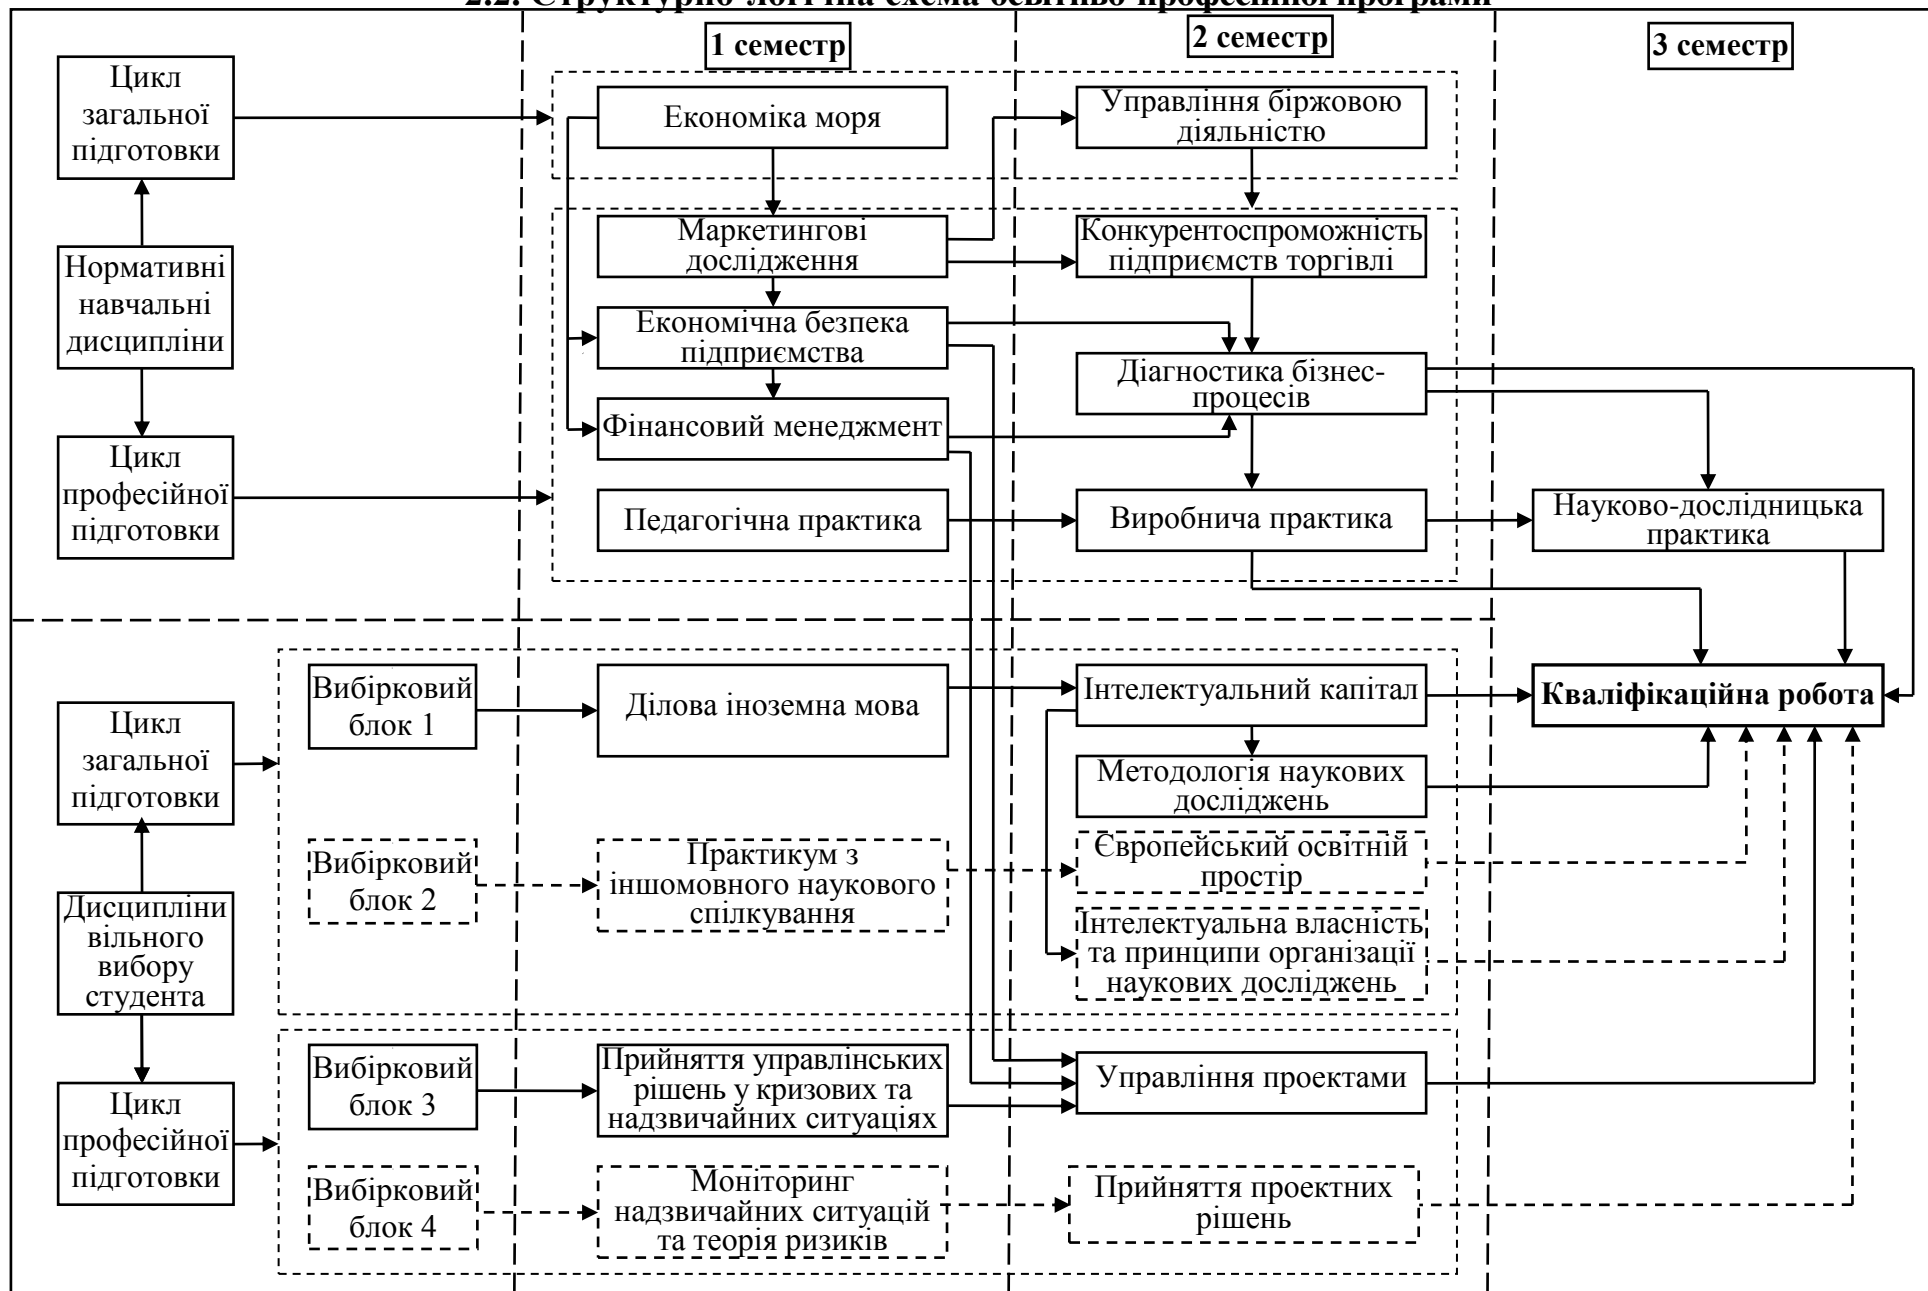 2.2. Структурно-логічна схема освітньо-професійної програми
1 семестр
2 семестр
3 семестр
Цикл
загальної
підготовки
Економіка моря
Управління біржовою
діяльністю
Нормативні
навчальні
дисципліни
Маркетингові
дослідження
Конкурентоспроможність
підприємств торгівлі
Економічна безпека
підприємства
Діагностика бізнес-
процесів
Фінансовий менеджмент
Цикл
професійної
підготовки
Педагогічна практика
Виробнича практика
Науково-дослідницька
практика
Вибірковий
блок 1
Ділова іноземна мова
Інтелектуальний капітал
Кваліфікаційна робота
Цикл
загальної
підготовки
Методологія наукових
досліджень
Вибірковий
блок 2
Практикум з
іншомовного наукового
спілкування
Європейський освітній
простір
Дисципліни
вільного
вибору
студента
Інтелектуальна власність
та принципи організації
наукових досліджень
Вибірковий
блок 3
Прийняття управлінських
рішень у кризових та
надзвичайних ситуаціях
Управління проектами
Цикл
професійної
підготовки
Вибірковий
блок 4
Моніторинг
надзвичайних ситуацій
та теорія ризиків
Прийняття проектних
рішень